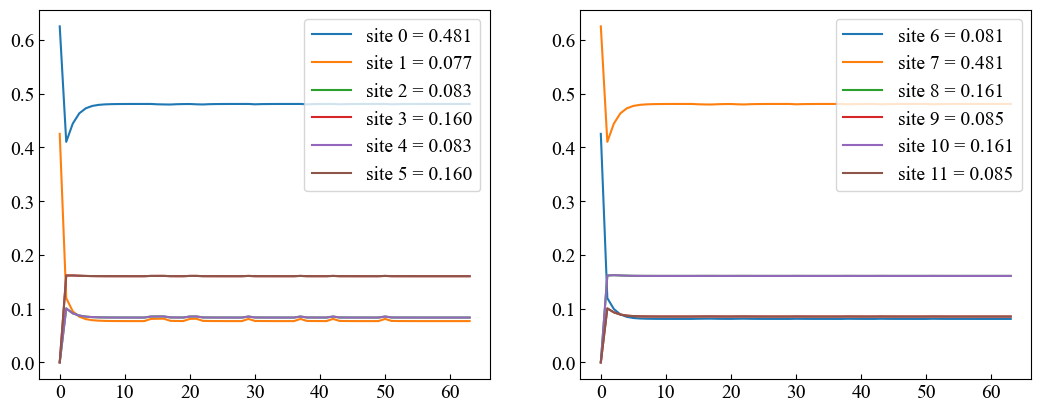 0.6
0.5
0.4
0.3
0.2
0.1
0.0
0 10 20 30 40 50 60
site 0 = 0.481
site 1 = 0.077
site 2 = 0.083
site 3 = 0.160
site 4 = 0.083
site 5 = 0.160
0.6
0.5
0.4
0.3
0.2
0.1
0.0
0 10 20 30 40 50 60
site 6 = 0.081
site 7 = 0.481
site 8 = 0.161
site 9 = 0.085
site 10 = 0.161
site 11 = 0.085